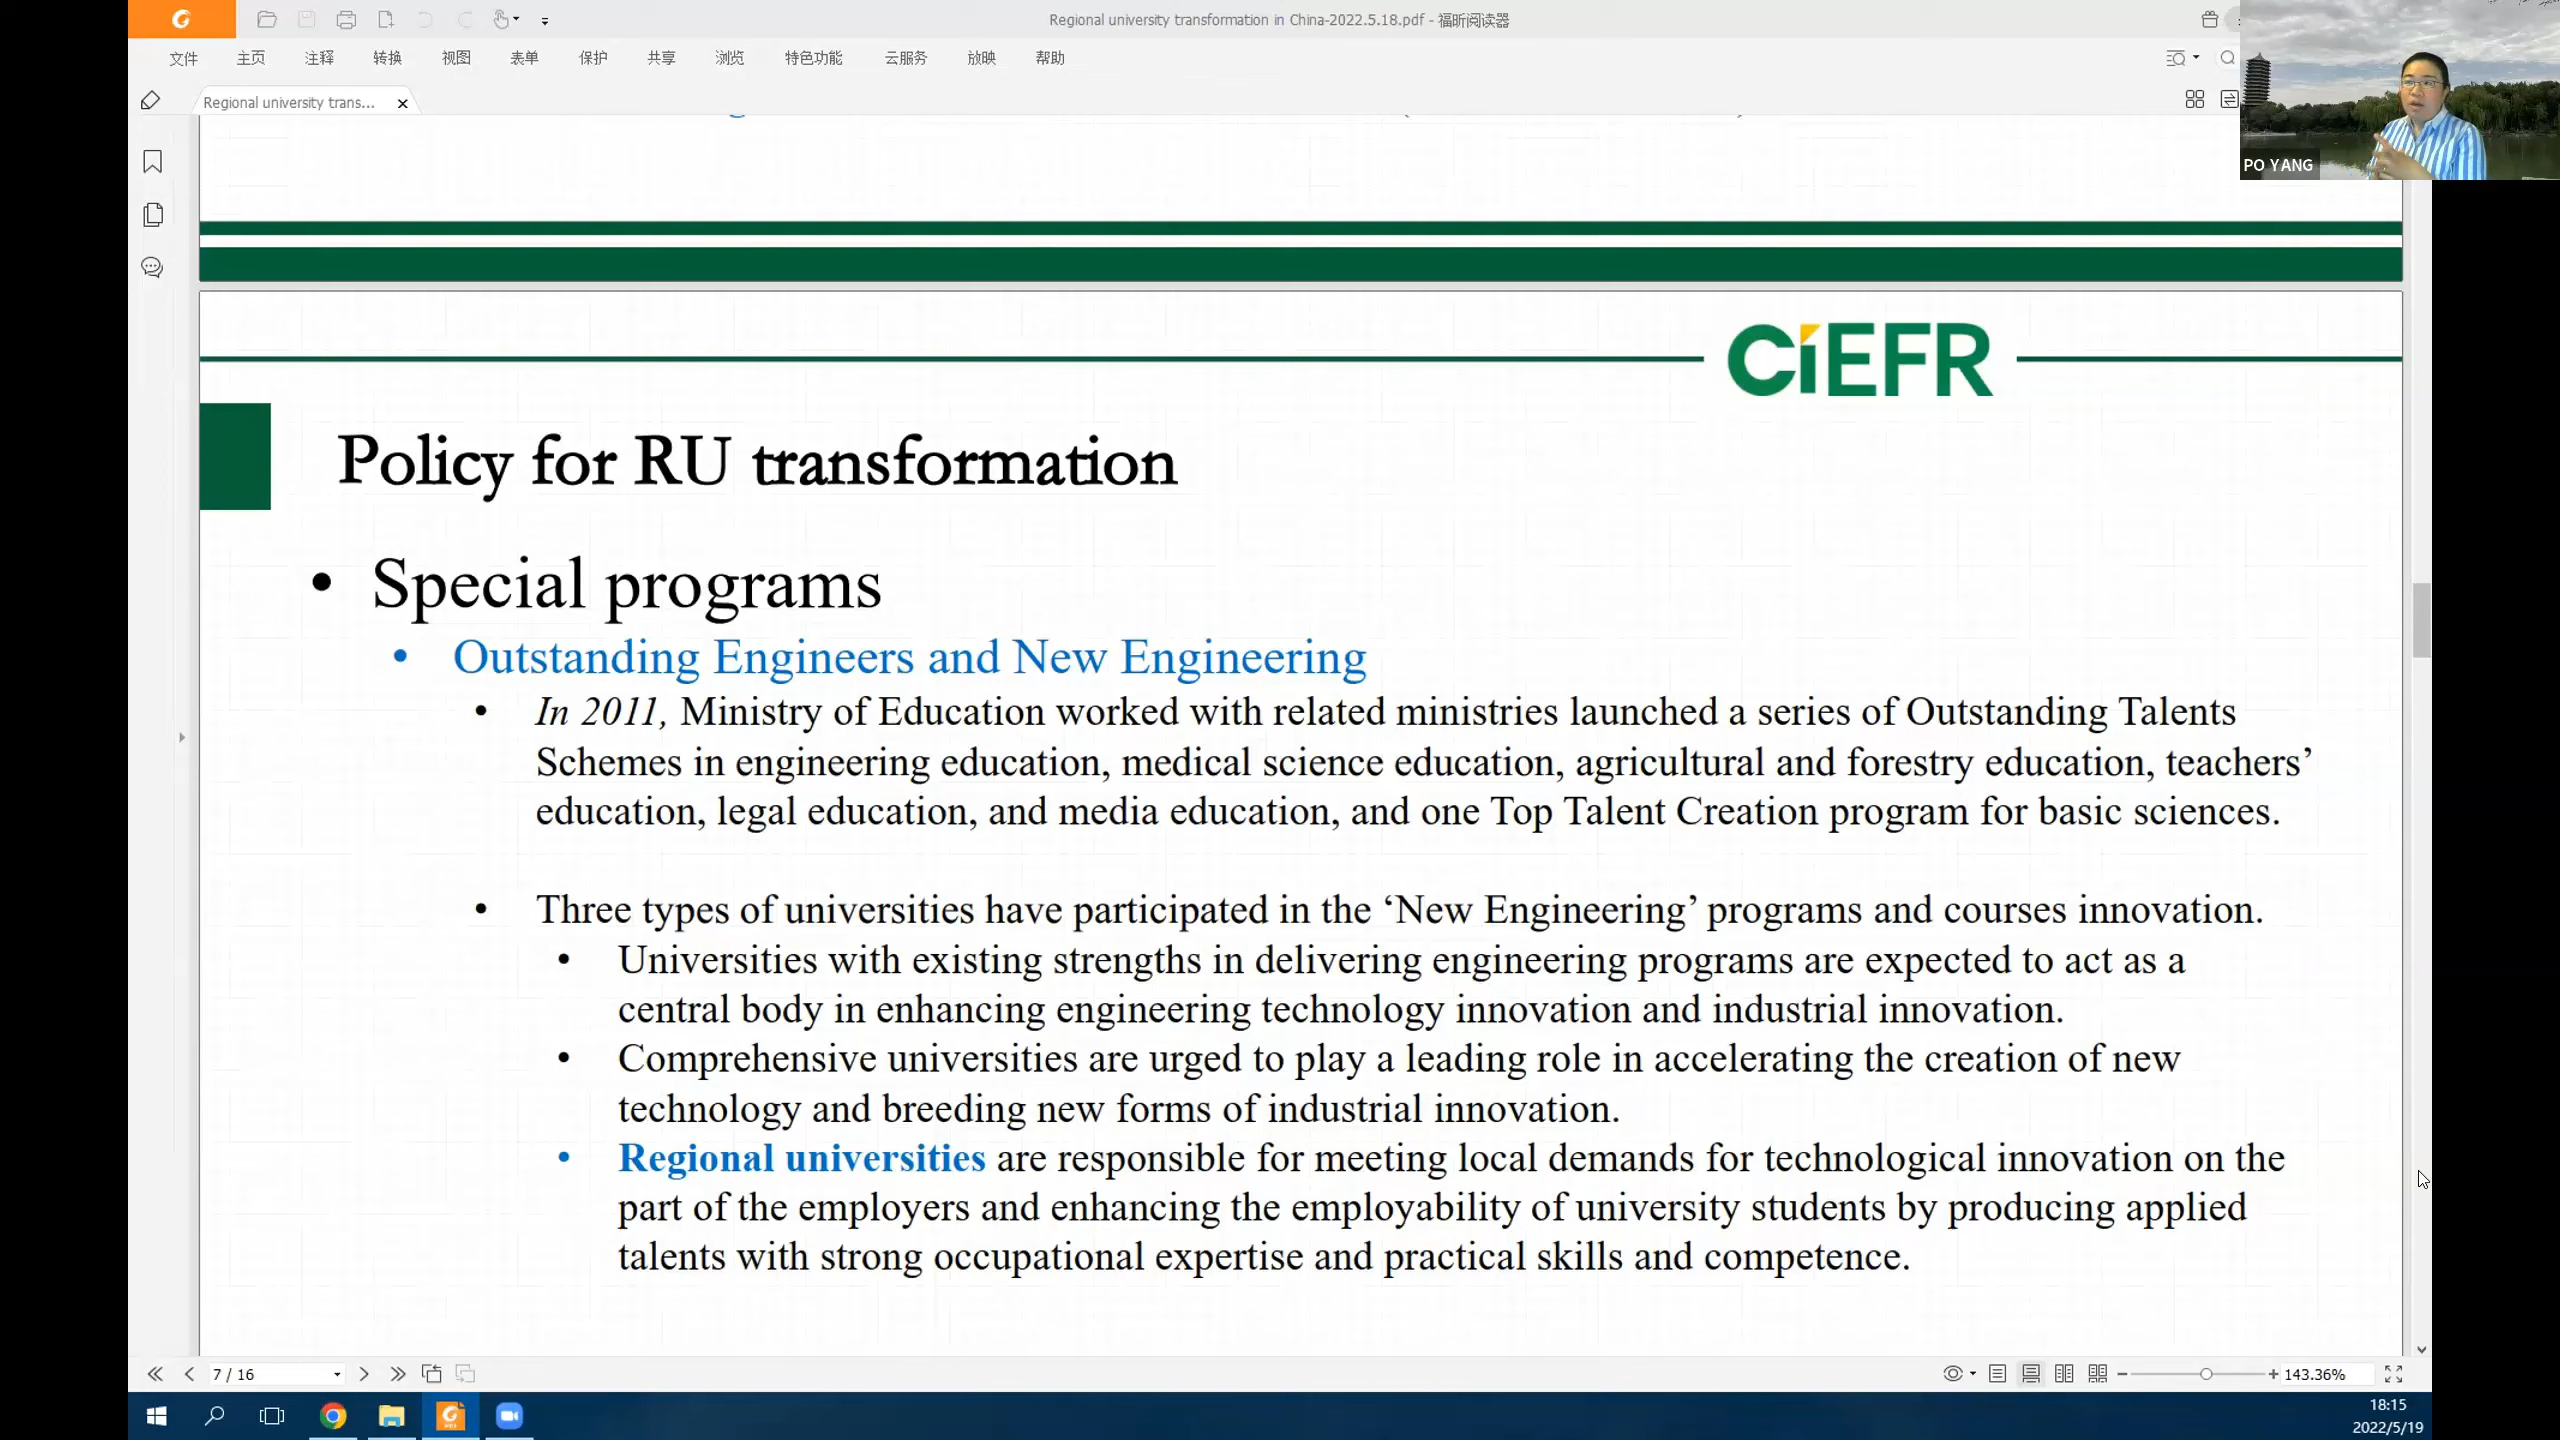 Regional university transformation in China-2022.5.18.pdf - 福昕阅读器
文件 主页 注释 转换 视图 表单 保护 共享 浏览 特色功能 云服务 放映 帮助
Regional university trans...
PO YANG
CiEFR
Policy for RU transformation
• Special programs
• Outstanding Engineers and New Engineering
• In 2011, Ministry of Education worked with related ministries launched a series of Outstanding Talents
Schemes in engineering education, medical science education, agricultural and forestry education, teachers’
education, legal education, and media education, and one Top Talent Creation program for basic sciences.
• Three types of universities have participated in the ‘New Engineering’ programs and courses innovation.
• Universities with existing strengths in delivering engineering programs are expected to act as a
central body in enhancing engineering technology innovation and industrial innovation.
• Comprehensive universities are urged to play a leading role in accelerating the creation of new
technology and breeding new forms of industrial innovation.
• Regional universities are responsible for meeting local demands for technological innovation on the
part of the employers and enhancing the employability of university students by producing applied
talents with strong occupational expertise and practical skills and competence.
7 / 16
143.36%
18:15
2022/5/19